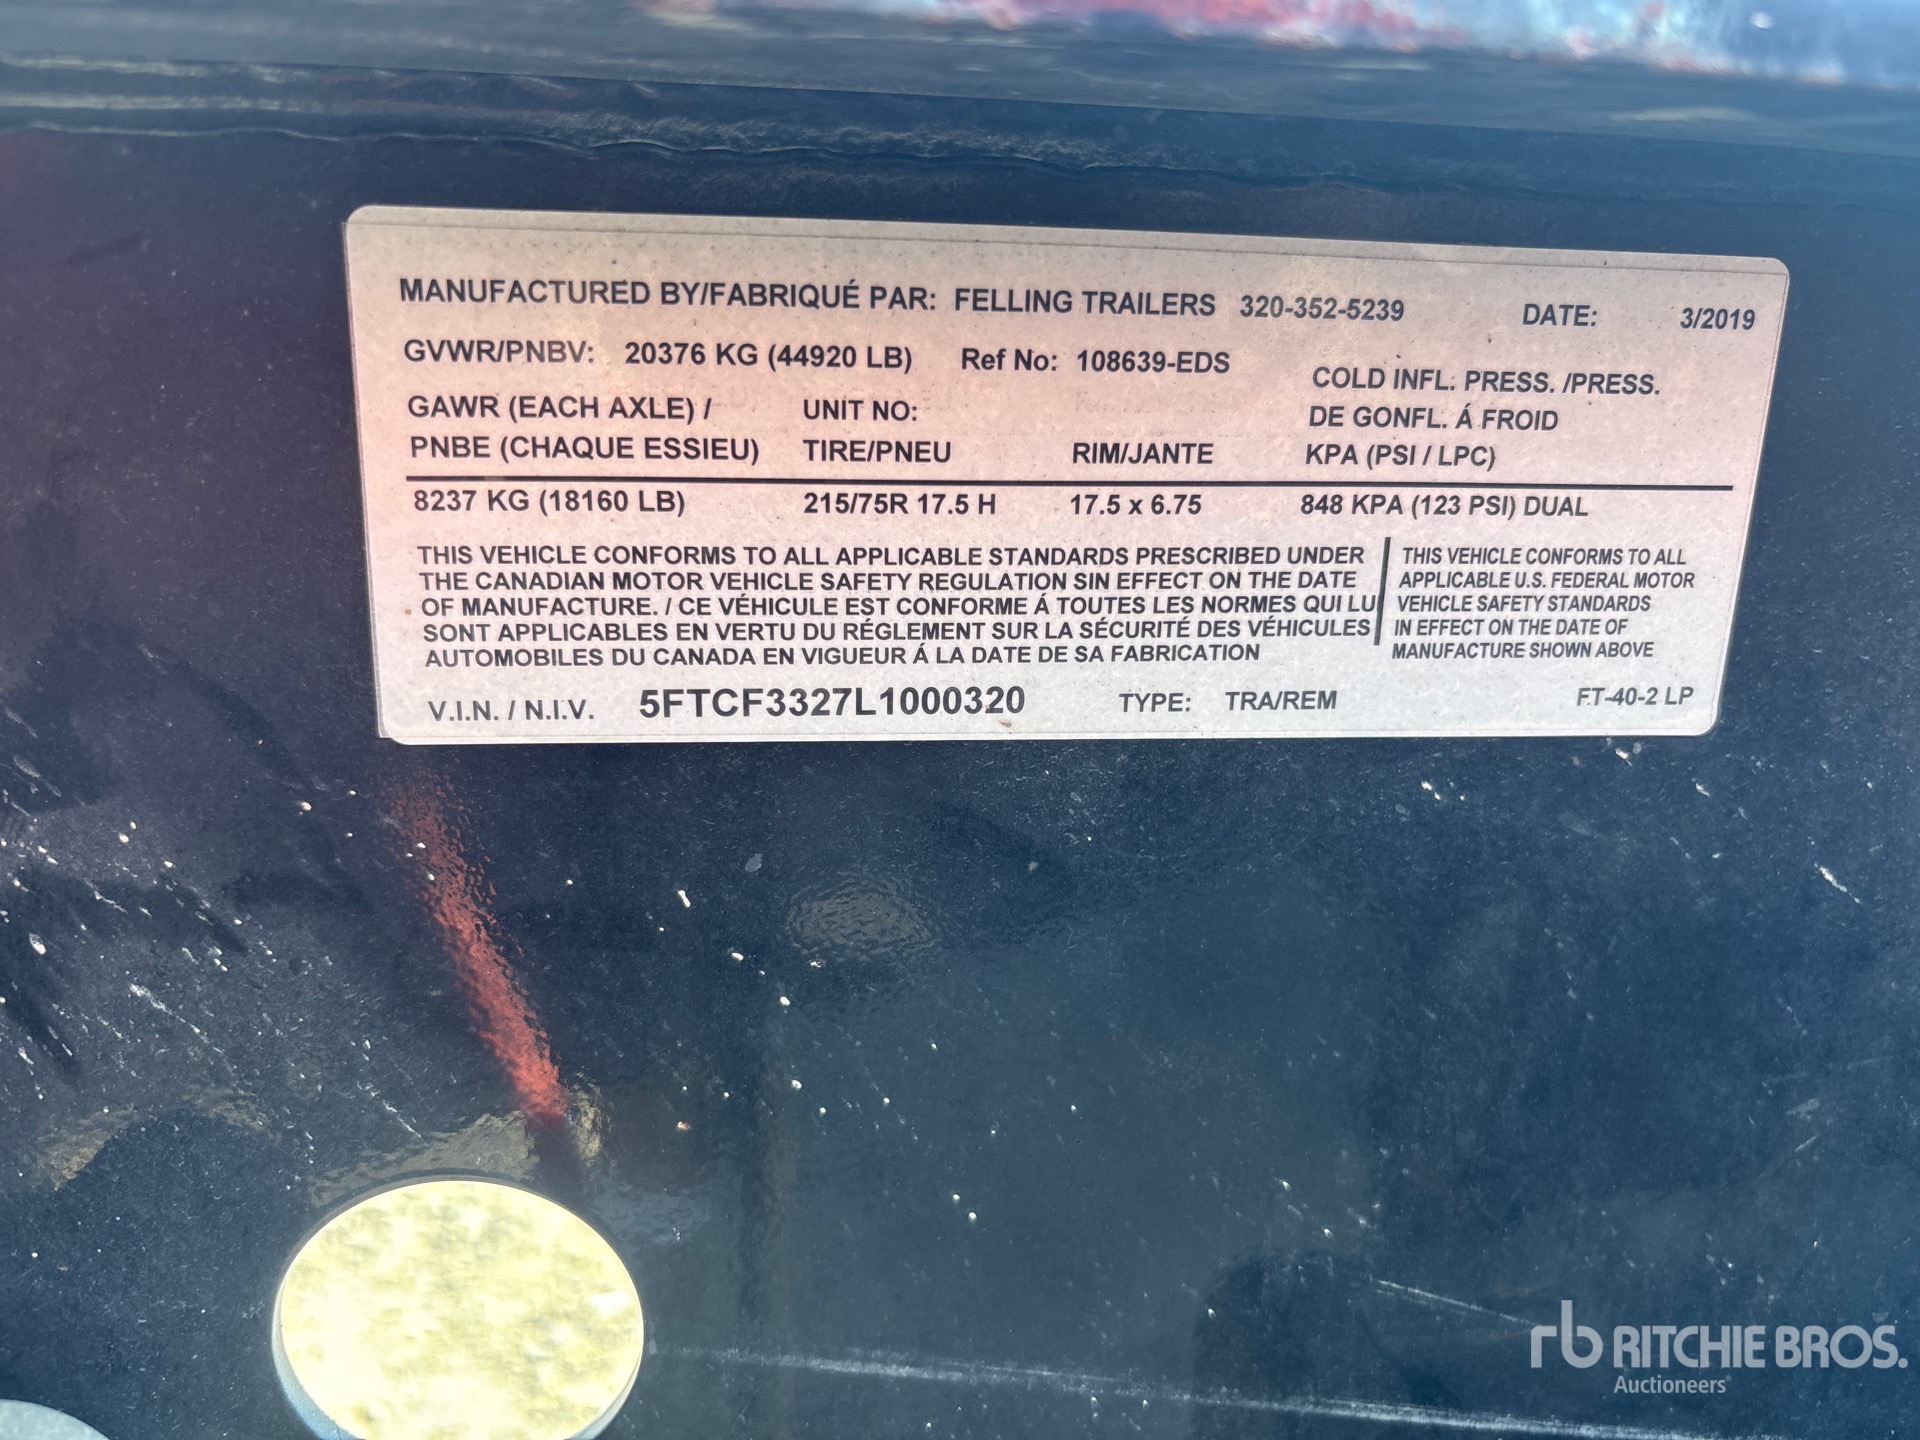 MANUFACTURED BY/FABRIQUÉ PAR: FELLING TRAILERS 320-352-5239 DATE: 3/2019
GVWR/PNBV: 20376 KG (44920 LB) Ref No: 108639-EDS
COLD INFL. PRESS. /PRESS.
GAWR (EACH AXLE) / UNIT NO: DE GONFL. Á FROID
PNBE (CHAQUE ESSIEU) TIRE/PNEU RIM/JANTE KPA (PSI / LPC)
8237 KG (18160 LB) 215/75R 17.5 H 17.5 x 6.75 848 KPA (123 PSI) DUAL
THIS VEHICLE CONFORMS TO ALL APPLICABLE STANDARDS PRESCRIBED UNDER
THE CANADIAN MOTOR VEHICLE SAFETY REGULATION SIN EFFECT ON THE DATE
OF MANUFACTURE. / CE VÉHICULE EST CONFORME Á TOUTES LES NORMES QUI LU
SONT APPLICABLES EN VERTU DU RÉGLEMENT SUR LA SÉCURITÉ DES VÉHICULES
AUTOMOBILES DU CANADA EN VIGUEUR Á LA DATE DE SA FABRICATION
THIS VEHICLE CONFORMS TO ALL
APPLICABLE U.S. FEDERAL MOTOR
VEHICLE SAFETY STANDARDS
IN EFFECT ON THE DATE OF
MANUFACTURE SHOWN ABOVE
V.I.N. / N.I.V. 5FTCF3327L1000320 TYPE: TRA/REM FT-40-2 LP
rb RITCHIE BROS.
Auctioneers